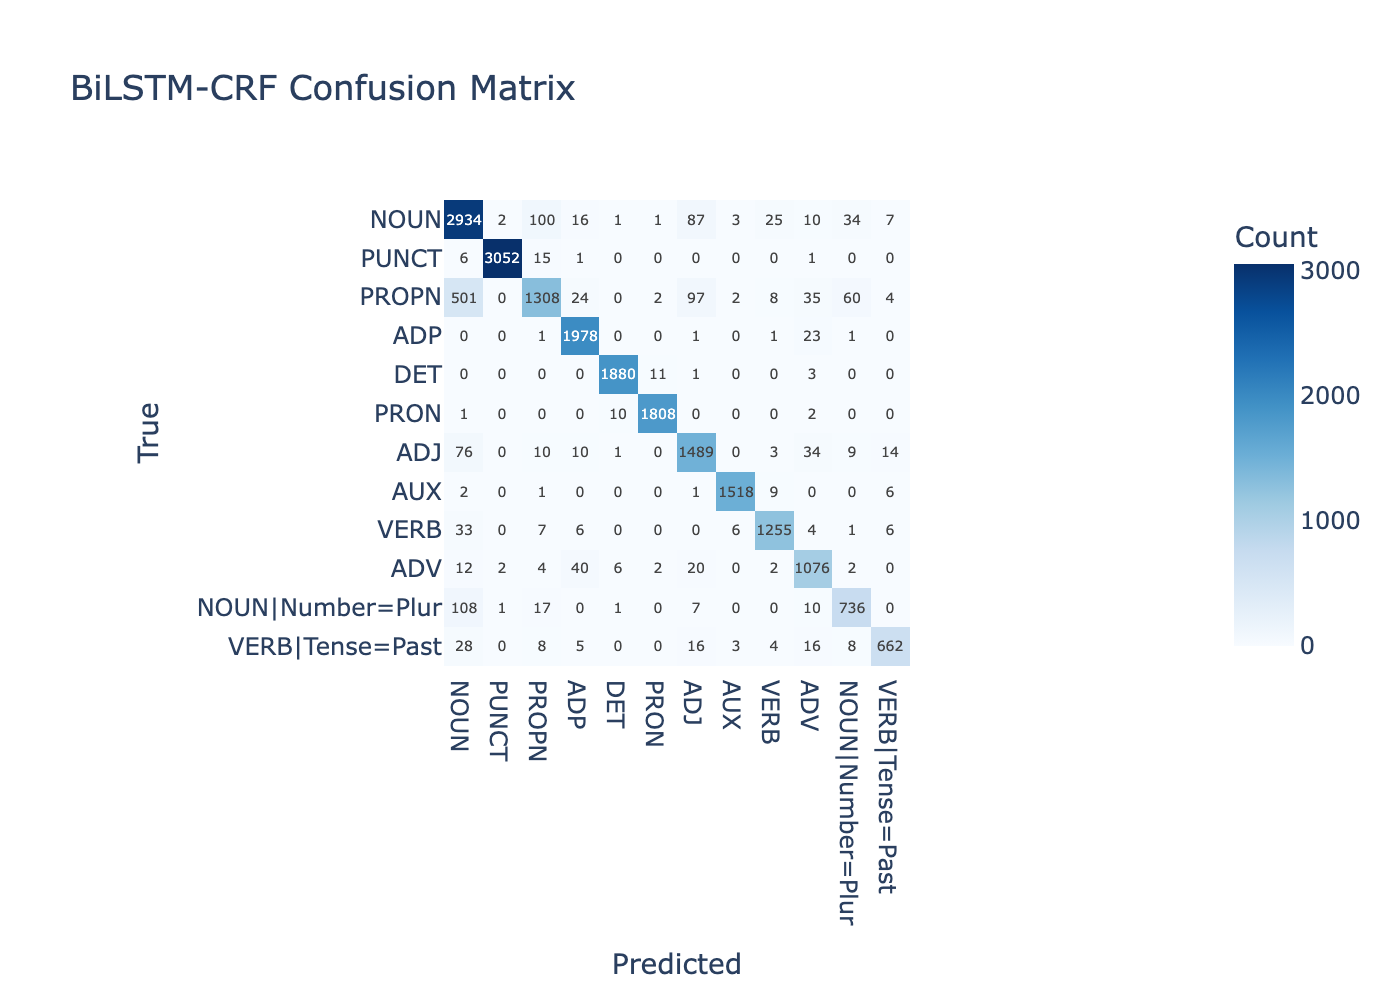 BiLSTM-CRF Confusion Matrix
NOUN 2934 2 100 16 1 1 87 3 25 10 34 7
PUNCT 6 3052 15 1 0 0 0 0 0 1 0 0
PROPN 501 0 1308 24 0 2 97 2 8 35 60 4
ADP 0 0 1 1978 0 0 1 0 1 23 1 0
DET 0 0 0 0 1880 11 1 0 0 3 0 0
PRON 1 0 0 0 10 1808 0 0 0 2 0 0
ADJ 76 0 10 10 1 0 1489 0 3 34 9 14
AUX 2 0 1 0 0 0 1 1518 9 0 0 6
VERB 33 0 7 6 0 0 0 6 1255 4 1 6
ADV 12 2 4 40 6 2 20 0 2 1076 2 0
NOUN|Number=Plur 108 1 17 0 1 0 7 0 0 10 736 0
VERB|Tense=Past 28 0 8 5 0 0 16 3 4 16 8 662
True
NOUN
PUNCT
PROPN
ADP
DET
PRON
ADJ
AUX
VERB
ADV
NOUN|Number=Plur
VERB|Tense=Past
Predicted
Count
3000
2000
1000
0